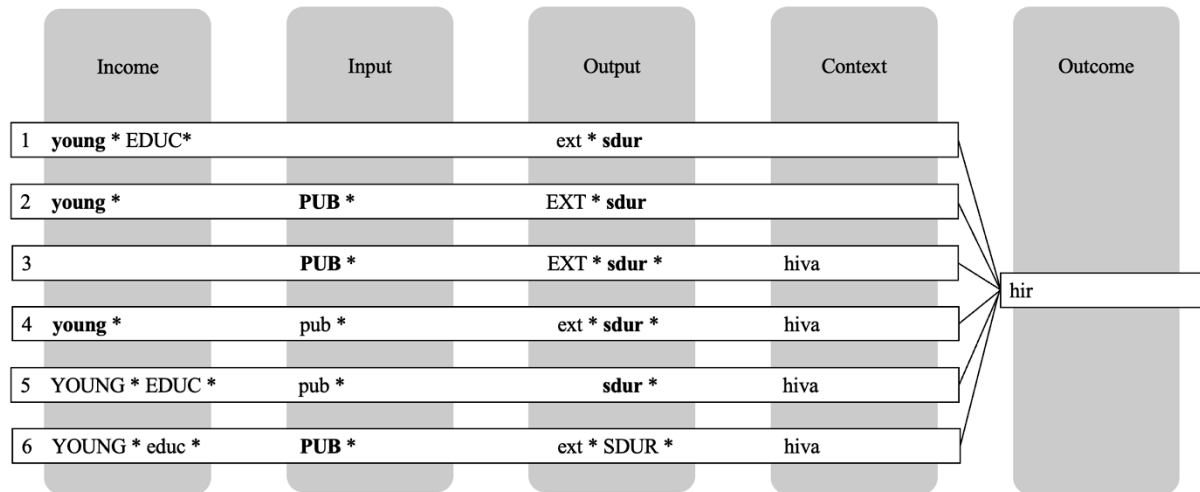 Income Input Output Context Outcome
1 young * EDUC* ext * sdur
2 young * PUB * EXT * sdur
3 PUB * EXT * sdur * hiva
hir
4 young * pub * ext * sdur * hiva
5 YOUNG * EDUC * pub * sdur * hiva
6 YOUNG * educ * PUB * ext * SDUR * hiva